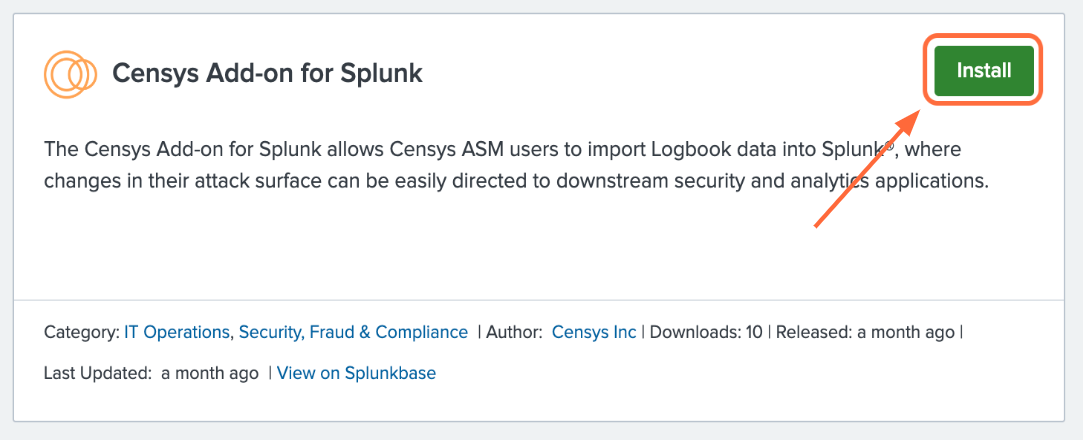 Censys Add-on for Splunk
Install
The Censys Add-on for Splunk allows Censys ASM users to import Logbook data into Splunk®, where
changes in their attack surface can be easily directed to downstream security and analytics applications.
Category: IT Operations, Security, Fraud & Compliance | Author: Censys Inc | Downloads: 10 | Released: a month ago |
Last Updated: a month ago | View on Splunkbase